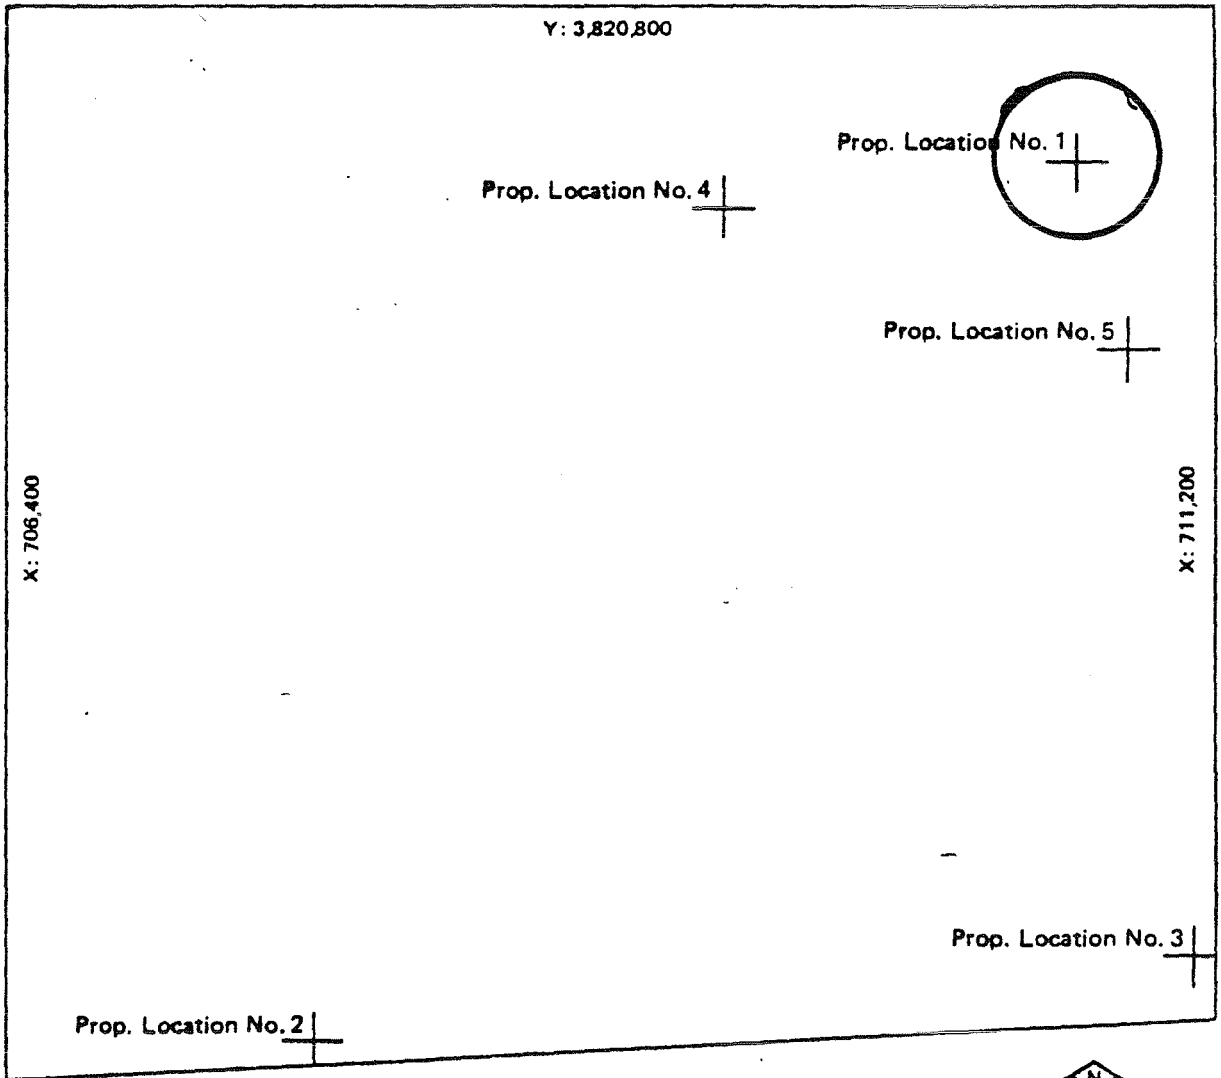 Y: 3,820,800
Prop. Location No. 1
Prop. Location No. 4
Prop. Location No. 5
X: 706,400
X: 711,200
Prop. Location No. 3
Prop. Location No. 2
N